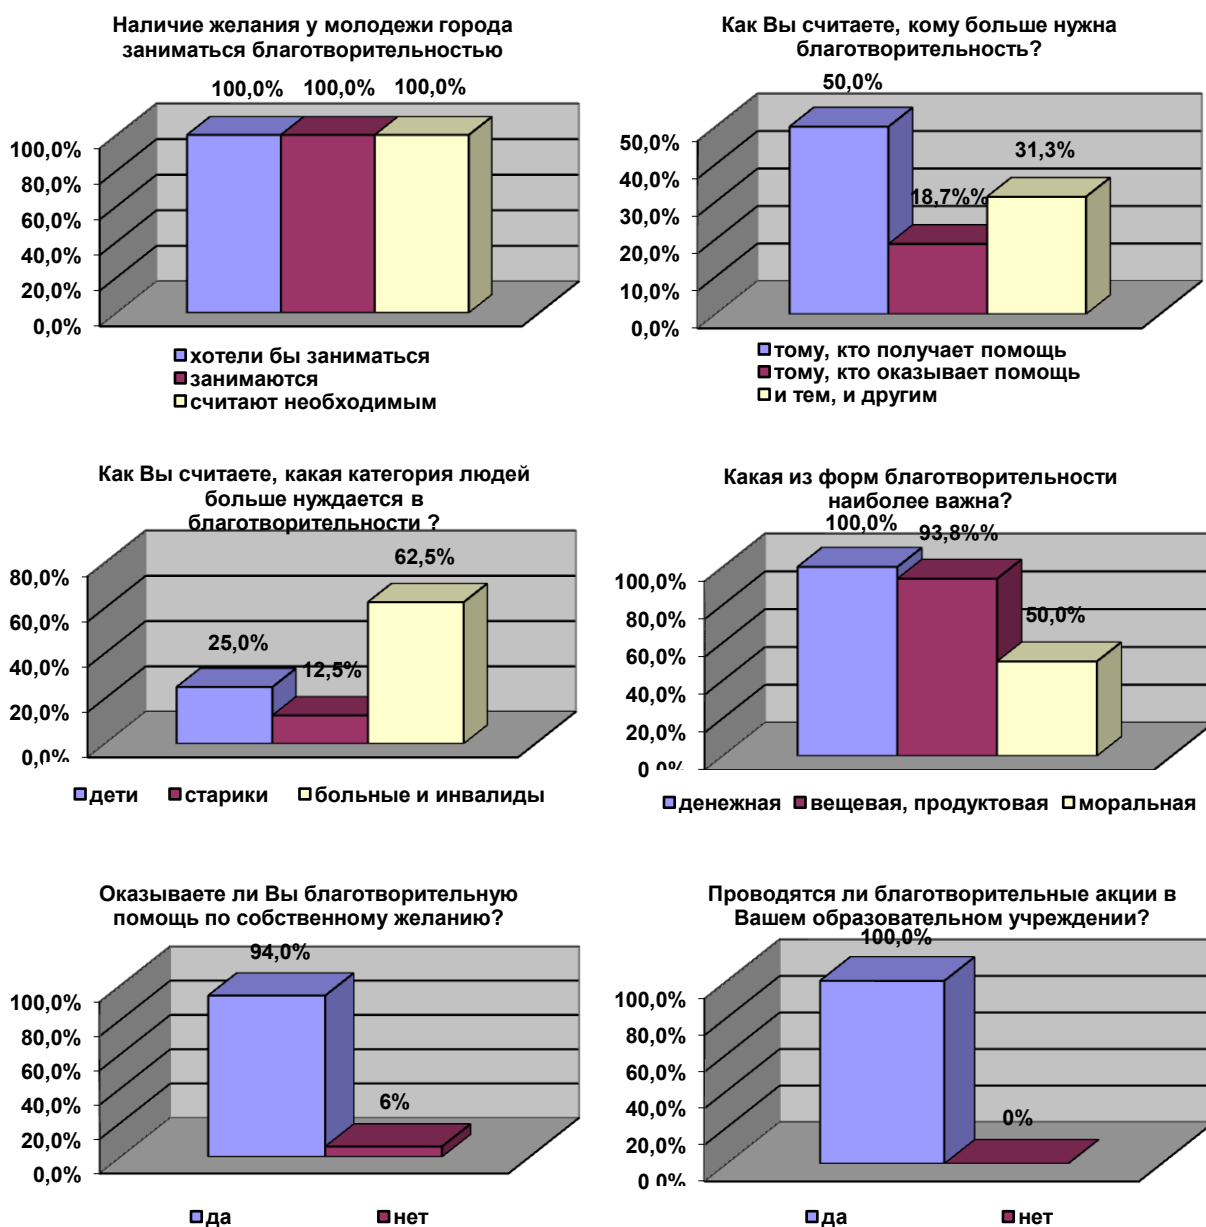 Наличие желания у молодежи города
заниматься благотворительностью
100,0% 100,0% 100,0%
100,0%
80,0%
60,0%
40,0%
20,0%
0,0%
хотели бы заниматься
занимаются
считают необходимым
Как Вы считаете, кому больше нужна
благотворительность?
50,0%
18,7%%
31,3%
50,0%
40,0%
30,0%
20,0%
10,0%
0,0%
тому, кто получает помощь
тому, кто оказывает помощь
и тем, и другим
Как Вы считаете, какая категория людей
больше нуждается в
благотворительности ?
62,5%
25,0%
12,5%
80,0%
60,0%
40,0%
20,0%
0,0%
дети старики больные и инвалиды
Какая из форм благотворительности
наиболее важна?
100,0%
93,8%%
50,0%
100,0%
80,0%
60,0%
40,0%
20,0%
0,0%
денежная вещевая, продуктовая моральная
Оказываете ли Вы благотворительную
помощь по собственному желанию?
94,0%
6%
100,0%
80,0%
60,0%
40,0%
20,0%
0,0%
да нет
Проводятся ли благотворительные акции в
Вашем образовательном учреждении?
100,0%
0%
100,0%
80,0%
60,0%
40,0%
20,0%
0,0%
да нет